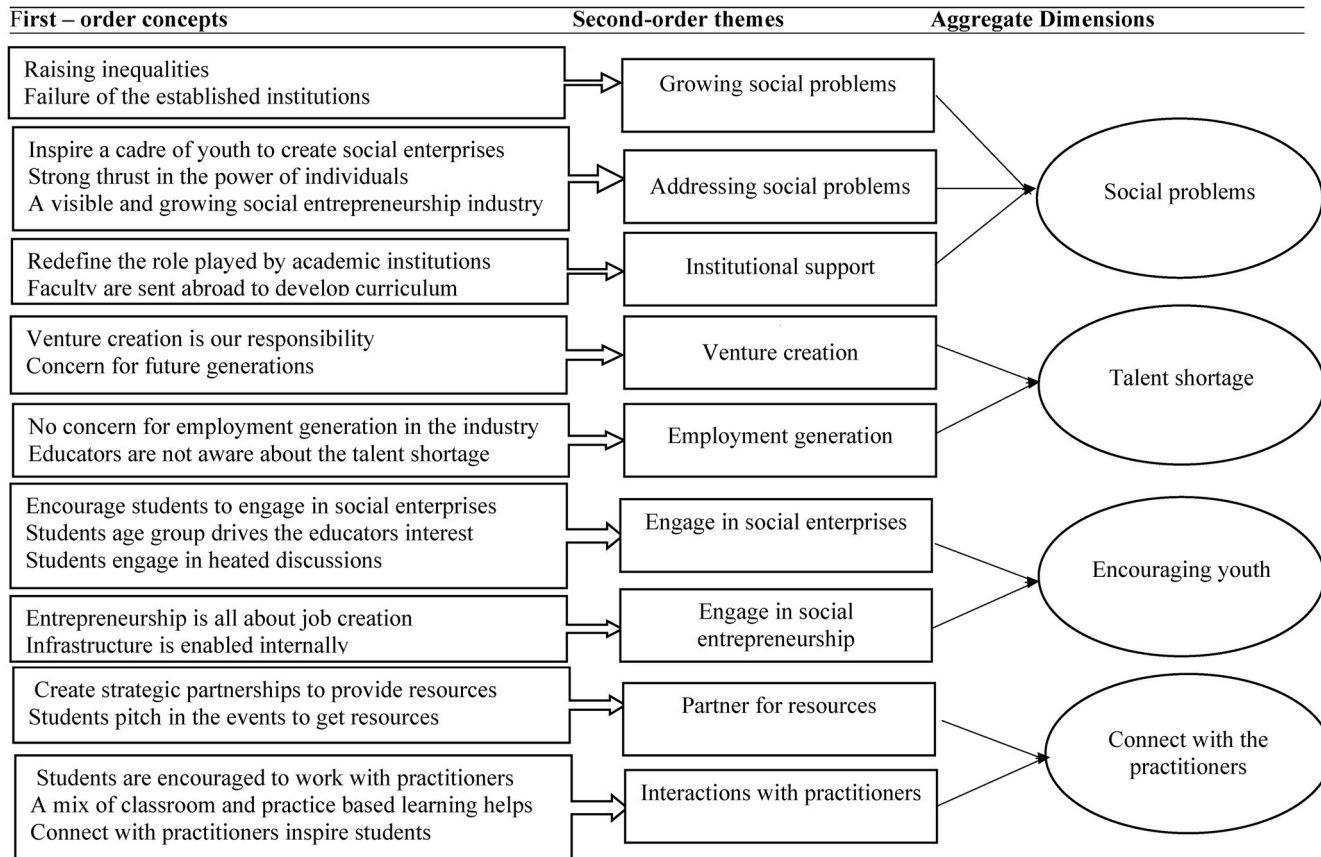 First – order concepts Second-order themes Aggregate Dimensions
Raising inequalities
Failure of the established institutions
Growing social problems
Inspire a cadre of youth to create social enterprises
Strong thrust in the power of individuals
A visible and growing social entrepreneurship industry
Addressing social problems
Social problems
Redefine the role played by academic institutions
Faculty are sent abroad to develop curriculum
Institutional support
Venture creation is our responsibility
Concern for future generations
Venture creation
Talent shortage
No concern for employment generation in the industry
Educators are not aware about the talent shortage
Employment generation
Encourage students to engage in social enterprises
Students age group drives the educators interest
Students engage in heated discussions
Engage in social enterprises
Encouraging youth
Entrepreneurship is all about job creation
Infrastructure is enabled internally
Engage in social
entrepreneurship
Create strategic partnerships to provide resources
Students pitch in the events to get resources
Partner for resources
Connect with the
practitioners
Students are encouraged to work with practitioners
A mix of classroom and practice based learning helps
Connect with practitioners inspire students
Interactions with practitioners